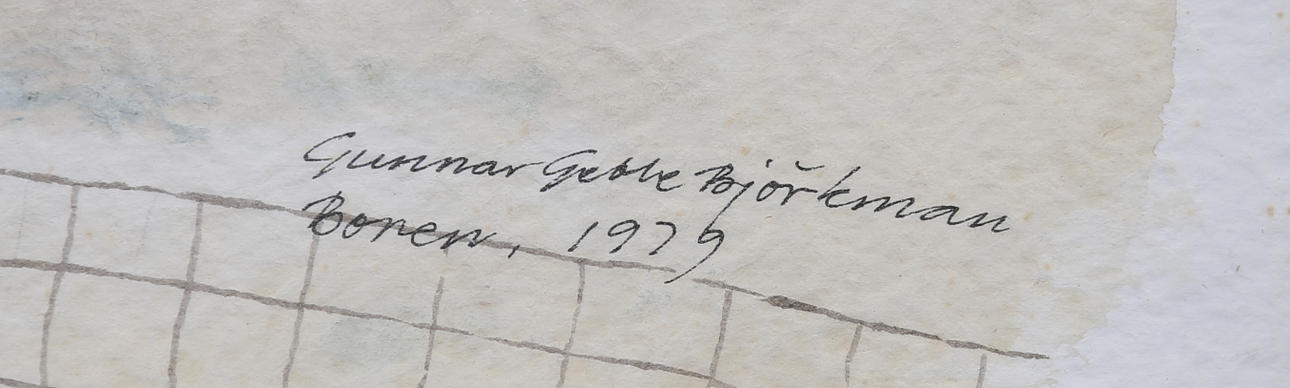 Gunnar Gebbe Björkman
Boren, 1979